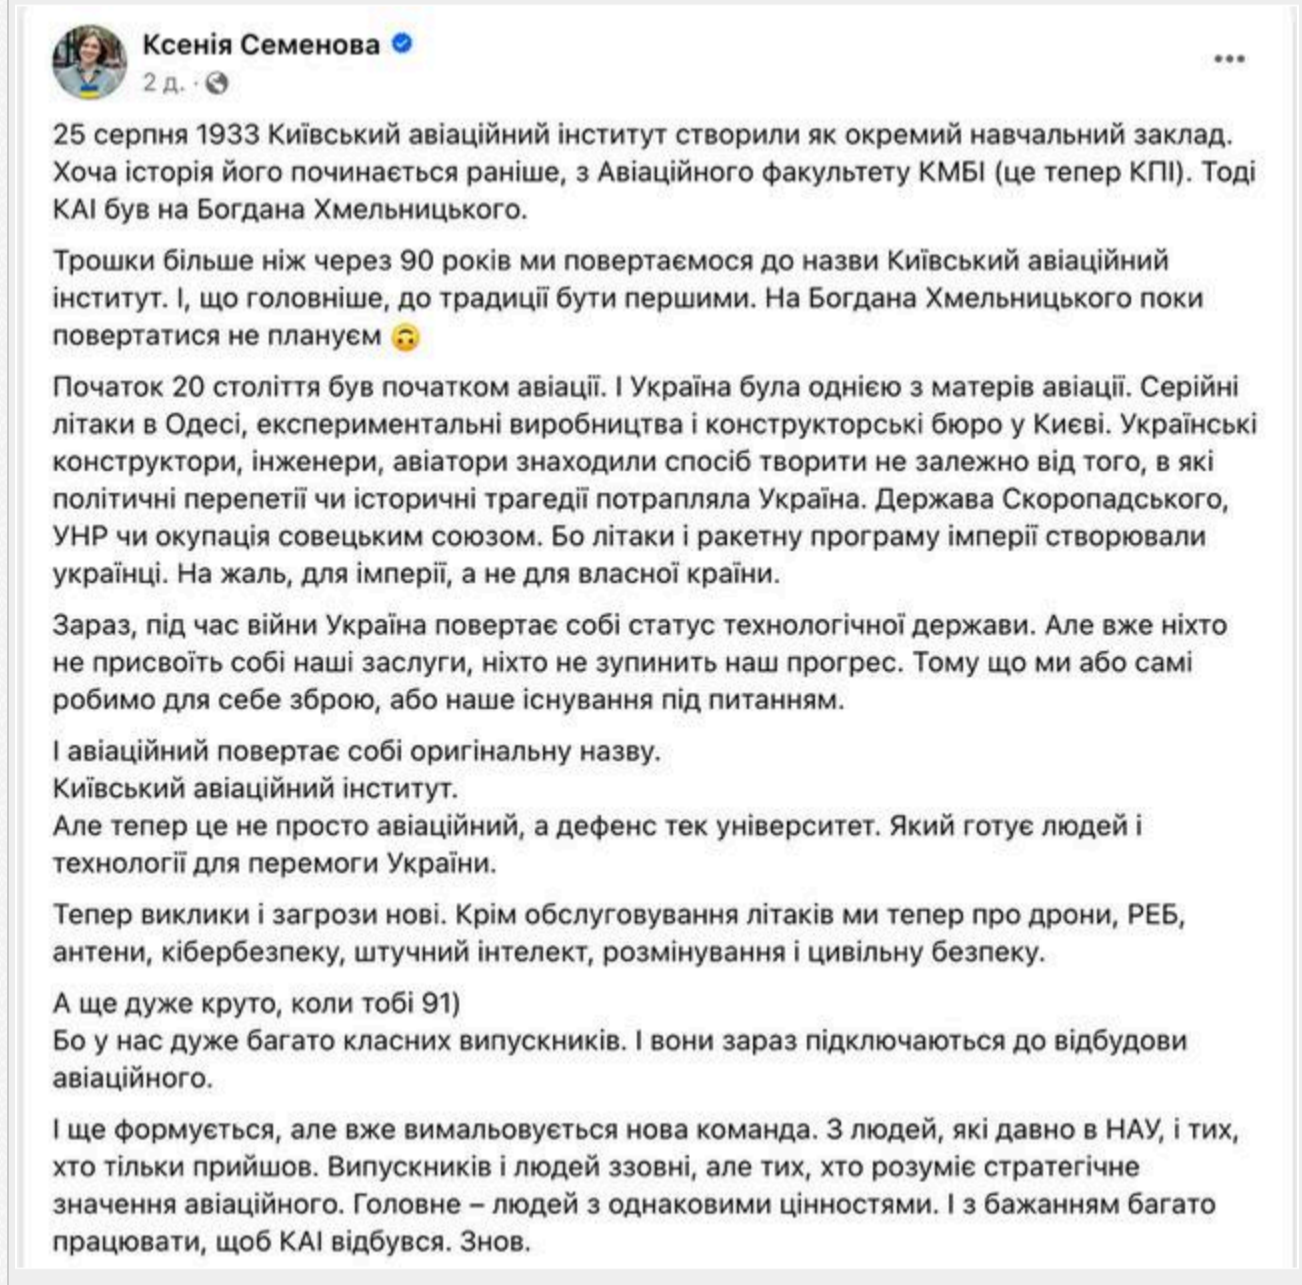 Ксенія Семенова
2 д. ·
25 серпня 1933 Київський авіаційний інститут створили як окремий навчальний заклад.
Хоча історія його починається раніше, з Авіаційного факультету КМБІ (це тепер КПІ). Тоді
КАІ був на Богдана Хмельницького.
Трошки більше ніж через 90 років ми повертаємося до назви Київський авіаційний
інститут. І, що головніше, до традиції бути першими. На Богдана Хмельницького поки
повертатися не плануєм 🙃
Початок 20 століття був початком авіації. І Україна була однією з матерів авіації. Серійні
літаки в Одесі, експериментальні виробництва і конструкторські бюро у Києві. Українські
конструктори, інженери, авіатори знаходили спосіб творити не залежно від того, в які
політичні перепетії чи історичні трагедії потрапляла Україна. Держава Скоропадського,
УНР чи окупація совецьким союзом. Бо літаки і ракетну програму імперії створювали
українці. На жаль, для імперії, а не для власної країни.
Зараз, під час війни Україна повертає собі статус технологічної держави. Але вже ніхто
не присвоїть собі наші заслуги, ніхто не зупинить наш прогрес. Тому що ми або самі
робимо для себе зброю, або наше існування під питанням.
І авіаційний повертає собі оригінальну назву.
Київський авіаційний інститут.
Але тепер це не просто авіаційний, а дефенс тек університет. Який готує людей і
технології для перемоги України.
Тепер виклики і загрози нові. Крім обслуговування літаків ми тепер про дрони, РЕБ,
антени, кібербезпеку, штучний інтелект, розмінування і цивільну безпеку.
А ще дуже круто, коли тобі 91)
Бо у нас дуже багато класних випускників. І вони зараз підключаються до відбудови
авіаційного.
І ще формується, але вже вимальовується нова команда. З людей, які давно в НАУ, і тих,
хто тільки прийшов. Випускників і людей ззовні, але тих, хто розуміє стратегічне
значення авіаційного. Головне – людей з однаковими цінностями. І з бажанням багато
працювати, щоб КАІ відбувся. Знов.